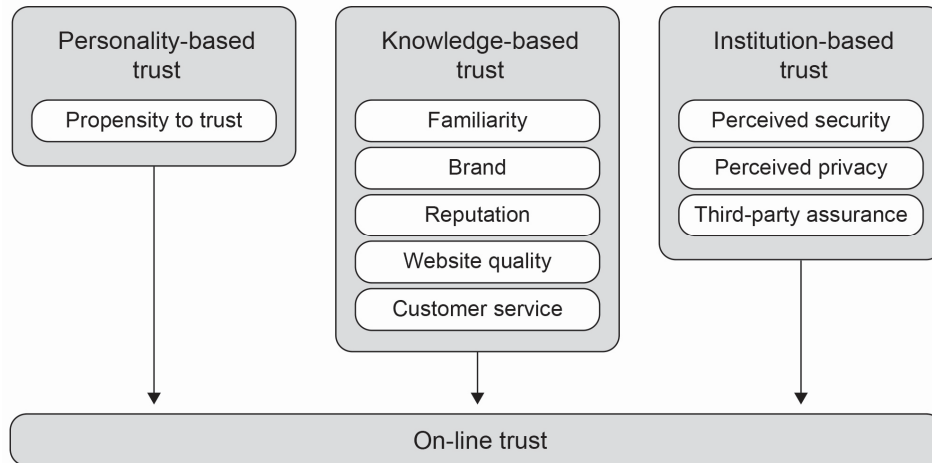 Personality-based
trust
Propensity to trust
Knowledge-based
trust
Familiarity
Brand
Reputation
Website quality
Customer service
Institution-based
trust
Perceived security
Perceived privacy
Third-party assurance
On-line trust